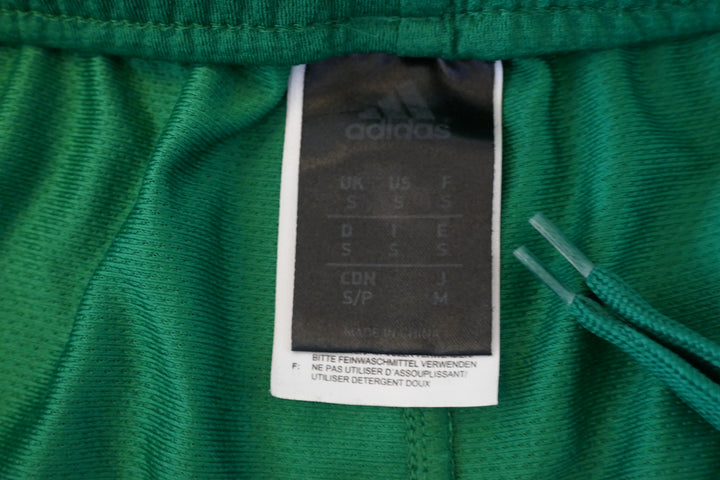 adidas
UK US F
S S S
D I E
S S S
CDN J
S/P M
MADE IN CHINA
BITTE FEINWASCHMITTEL VERWENDEN
F: NE PAS UTILISER D'ASSOUPLISSANT/
UTILISER DETERGENT DOUX